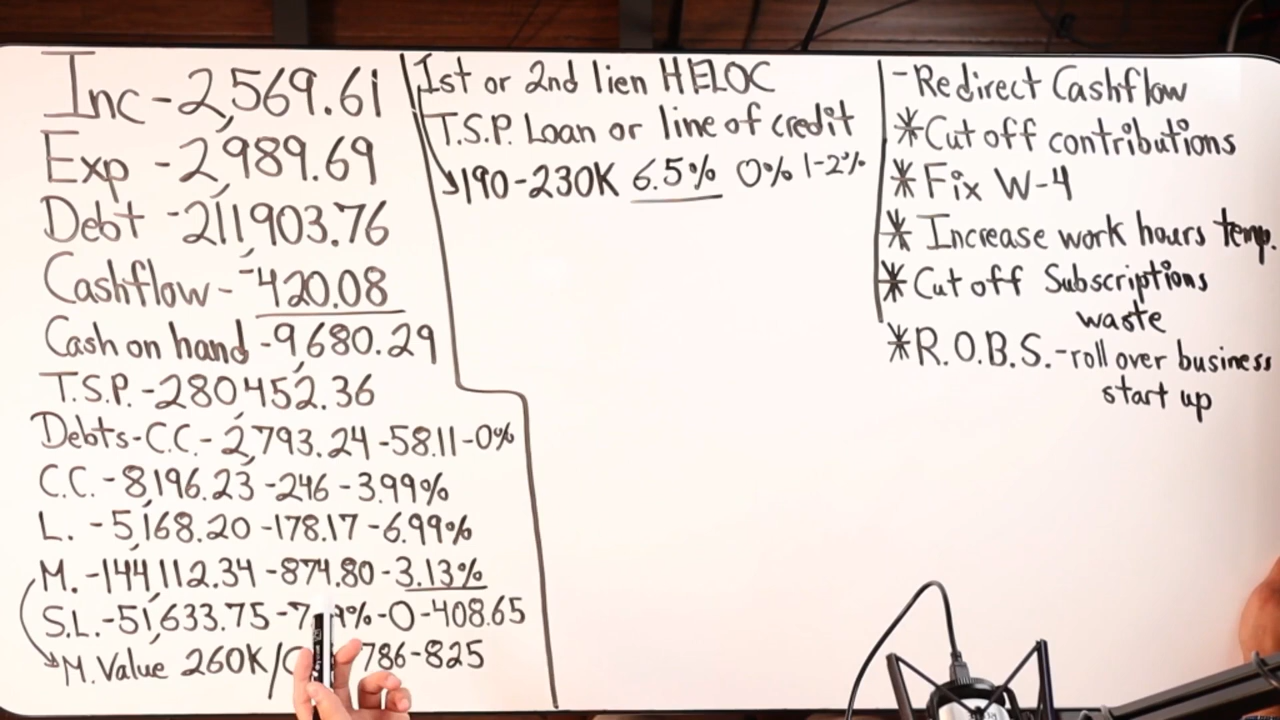 Inc - 2,569.61
Exp - 2,989.69
Debt - 211,903.76
Cashflow - -420.08
Cash on hand - 9,680.29
T.S.P. - 280,452.36
Debts - C.C. - 2,793.24 - 58.11 - 0%
C.C. - 8,196.23 - 246 - 3.99%
L. - 5,168.20 - 178.17 - 6.99%
M. - 144,112.34 - 874.80 - 3.13%
S.L. - 51,633.75 - 0 - 408.65
M. Value 260K/ 786-825
1st or 2nd lien HELOC
T.S.P. Loan or line of credit
190-230K 6.5% 0% 1-2%
- Redirect Cashflow
* Cut off contributions
* Fix W-4
* Increase work hours temp.
* Cut off Subscriptions
waste
* R.O.B.S. - roll over business
start up